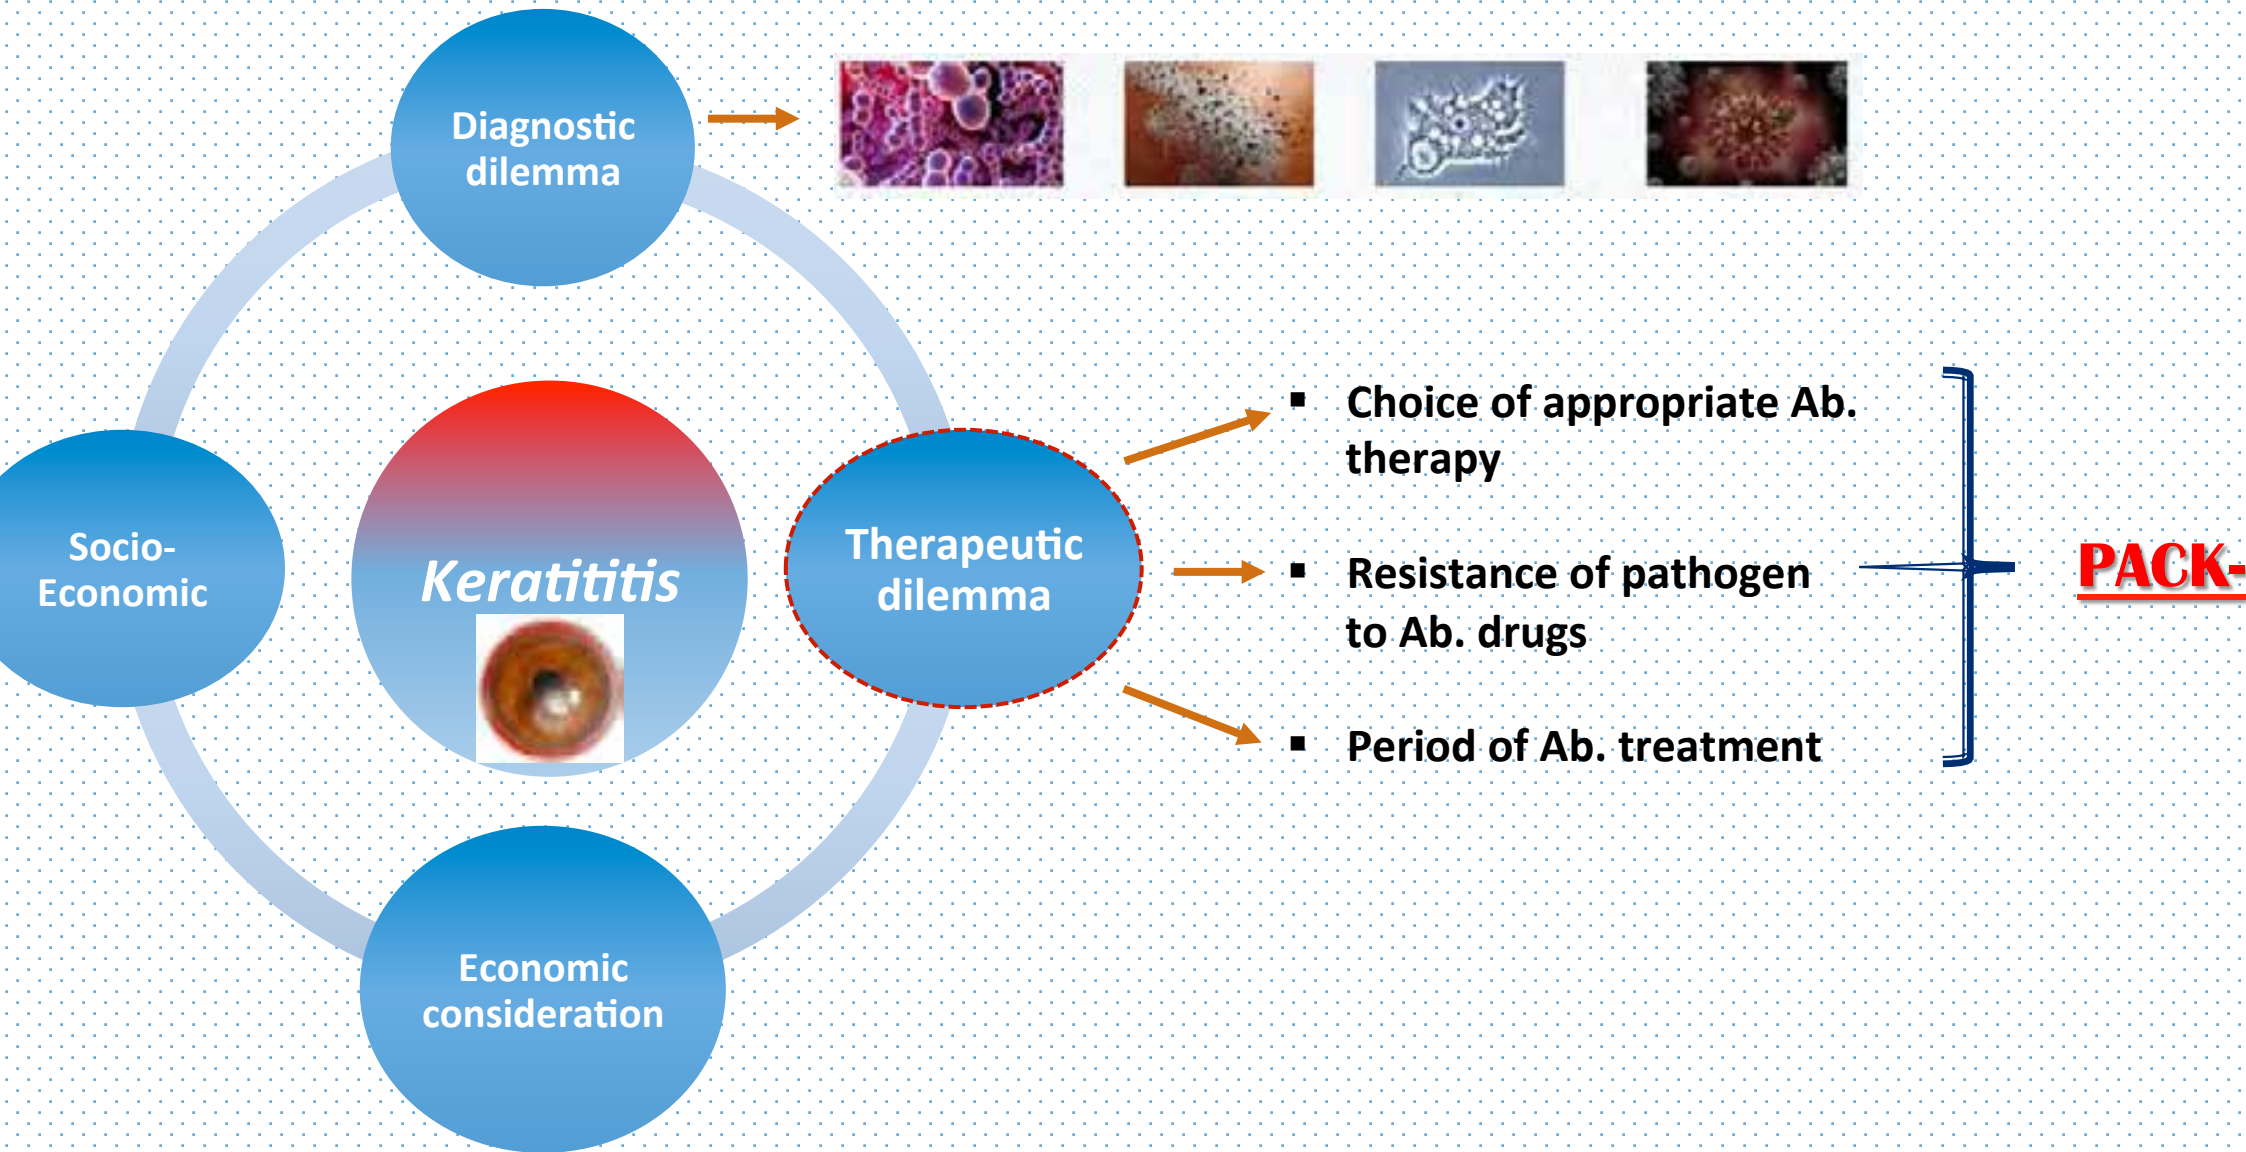 Diagnostic
dilemma
Socio-
Economic
Keratititis
Therapeutic
dilemma
Economic
consideration
▪ Choice of appropriate Ab.
therapy
▪ Resistance of pathogen
to Ab. drugs
▪ Period of Ab. treatment
PACK-